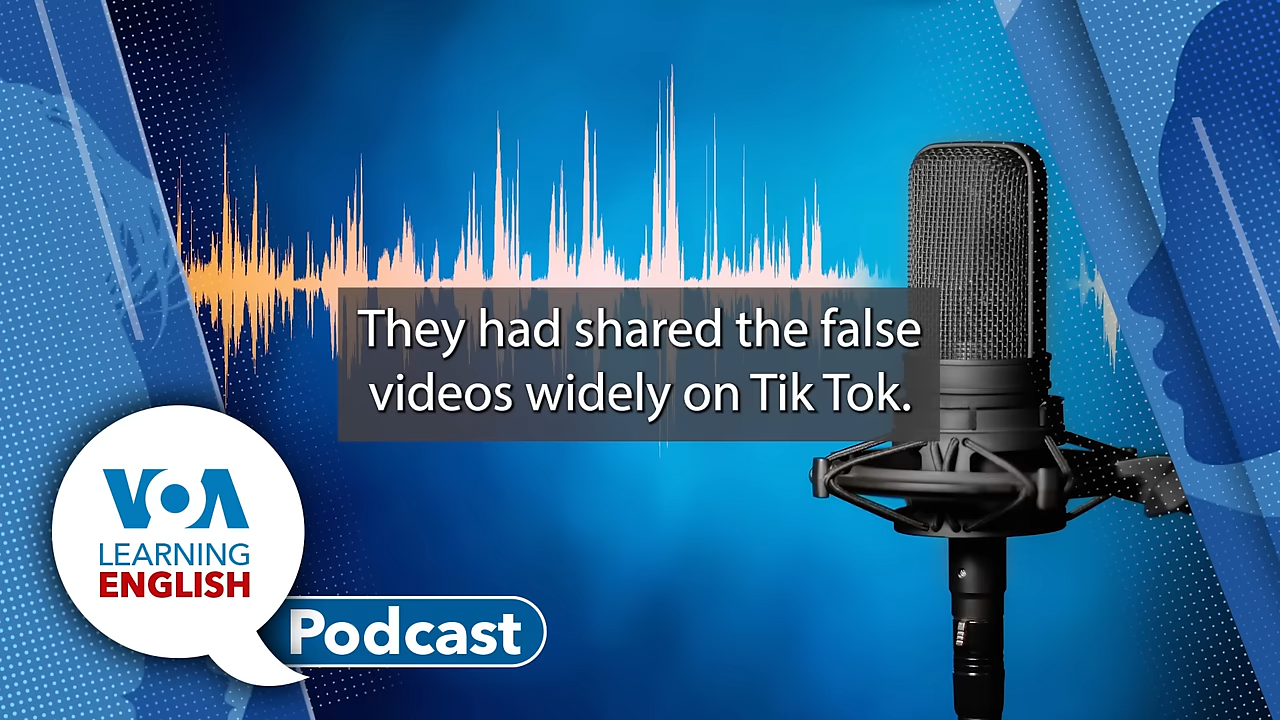 They had shared the false
videos widely on Tik Tok.
VOA
LEARNING
ENGLISH
Podcast